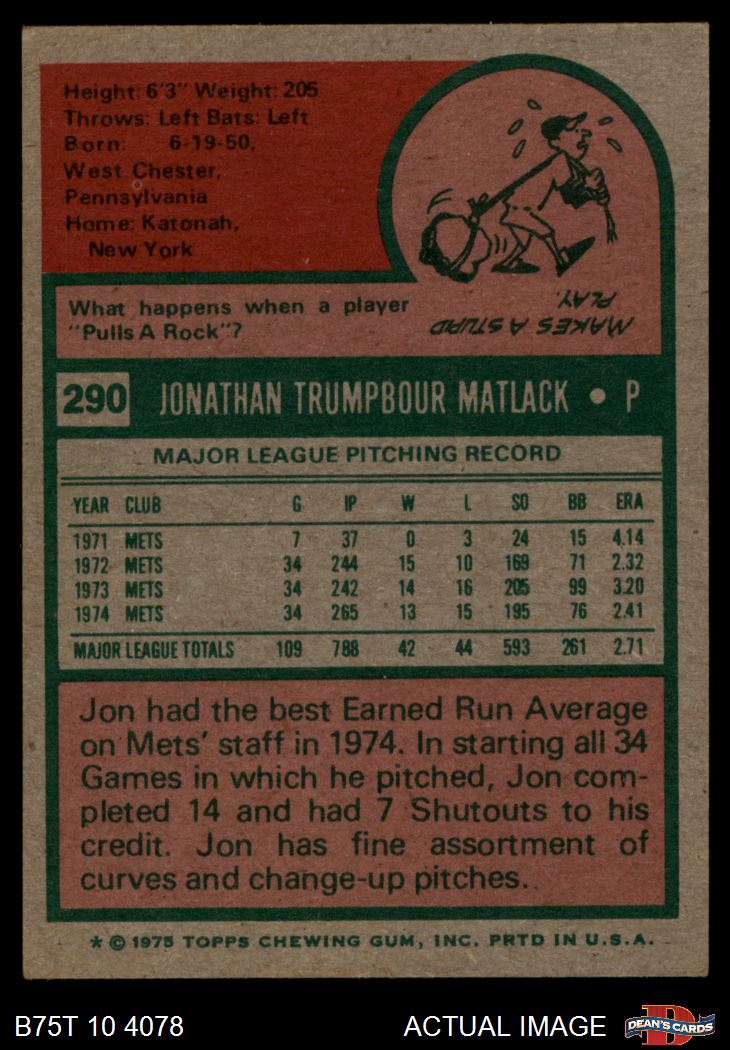 Height: 6'3" Weight: 205
Throws: Left Bats: Left
Born: 6-19-50,
West Chester,
Pennsylvania
Home: Katonah,
New York
What happens when a player
"Pulls A Rock"?
MAKES A STUPID
PLAY.
290 JONATHAN TRUMPBOUR MATLACK • P
MAJOR LEAGUE PITCHING RECORD
YEAR CLUB G IP W L SO BB ERA
1971 METS 7 37 0 3 24 15 4.14
1972 METS 34 244 15 10 169 71 2.32
1973 METS 34 242 14 16 205 99 3.20
1974 METS 34 265 13 15 195 76 2.41
MAJOR LEAGUE TOTALS 109 788 42 44 593 261 2.71
Jon had the best Earned Run Average
on Mets' staff in 1974. In starting all 34
Games in which he pitched, Jon com-
pleted 14 and had 7 Shutouts to his
credit. Jon has fine assortment of
curves and change-up pitches.
* © 1975 TOPPS CHEWING GUM, INC. PRTD IN U.S.A.
B75T 10 4078 ACTUAL IMAGE
D
DEAN'S CARDS